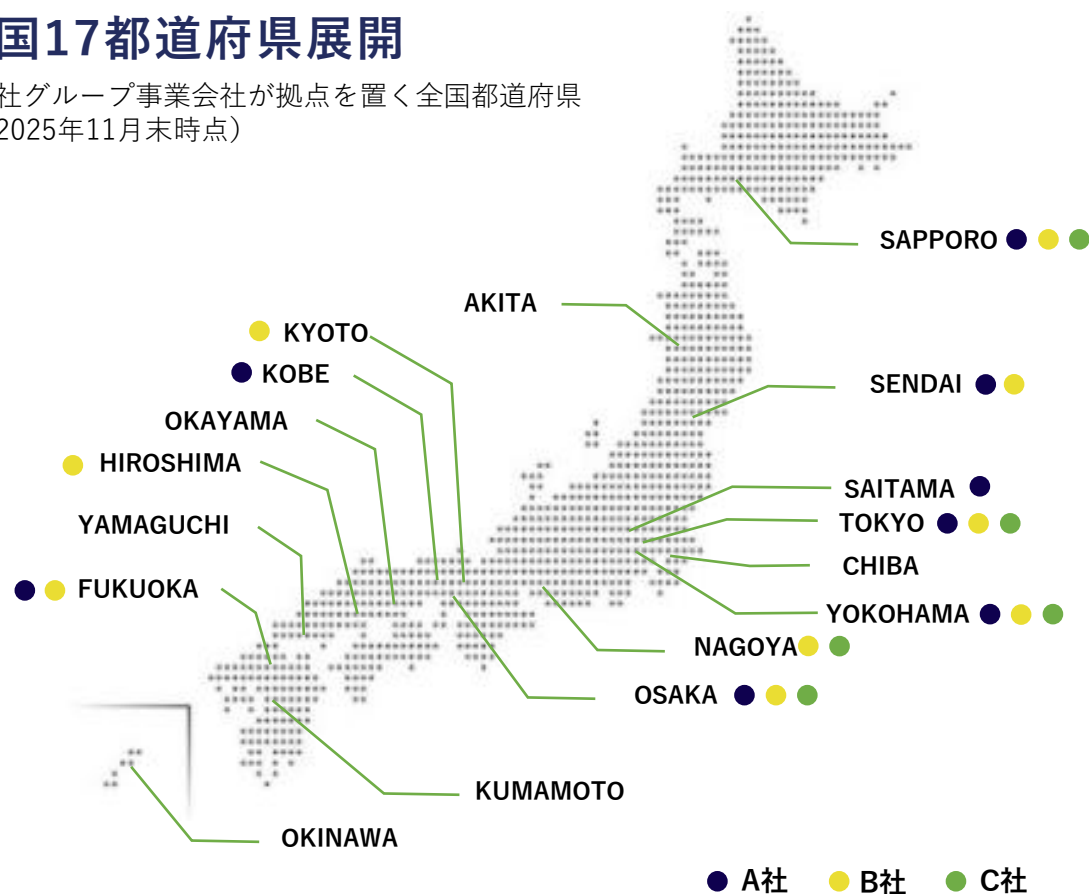 国17都道府県展開
社グループ事業会社が拠点を置く全国都道府県
2025年11月末時点）
SAPPORO
AKITA
KYOTO
KOBE
SENDAI
OKAYAMA
HIROSHIMA
SAITAMA
YAMAGUCHI
TOKYO
CHIBA
FUKUOKA
YOKOHAMA
NAGOYA
OSAKA
KUMAMOTO
OKINAWA
A社 B社 C社